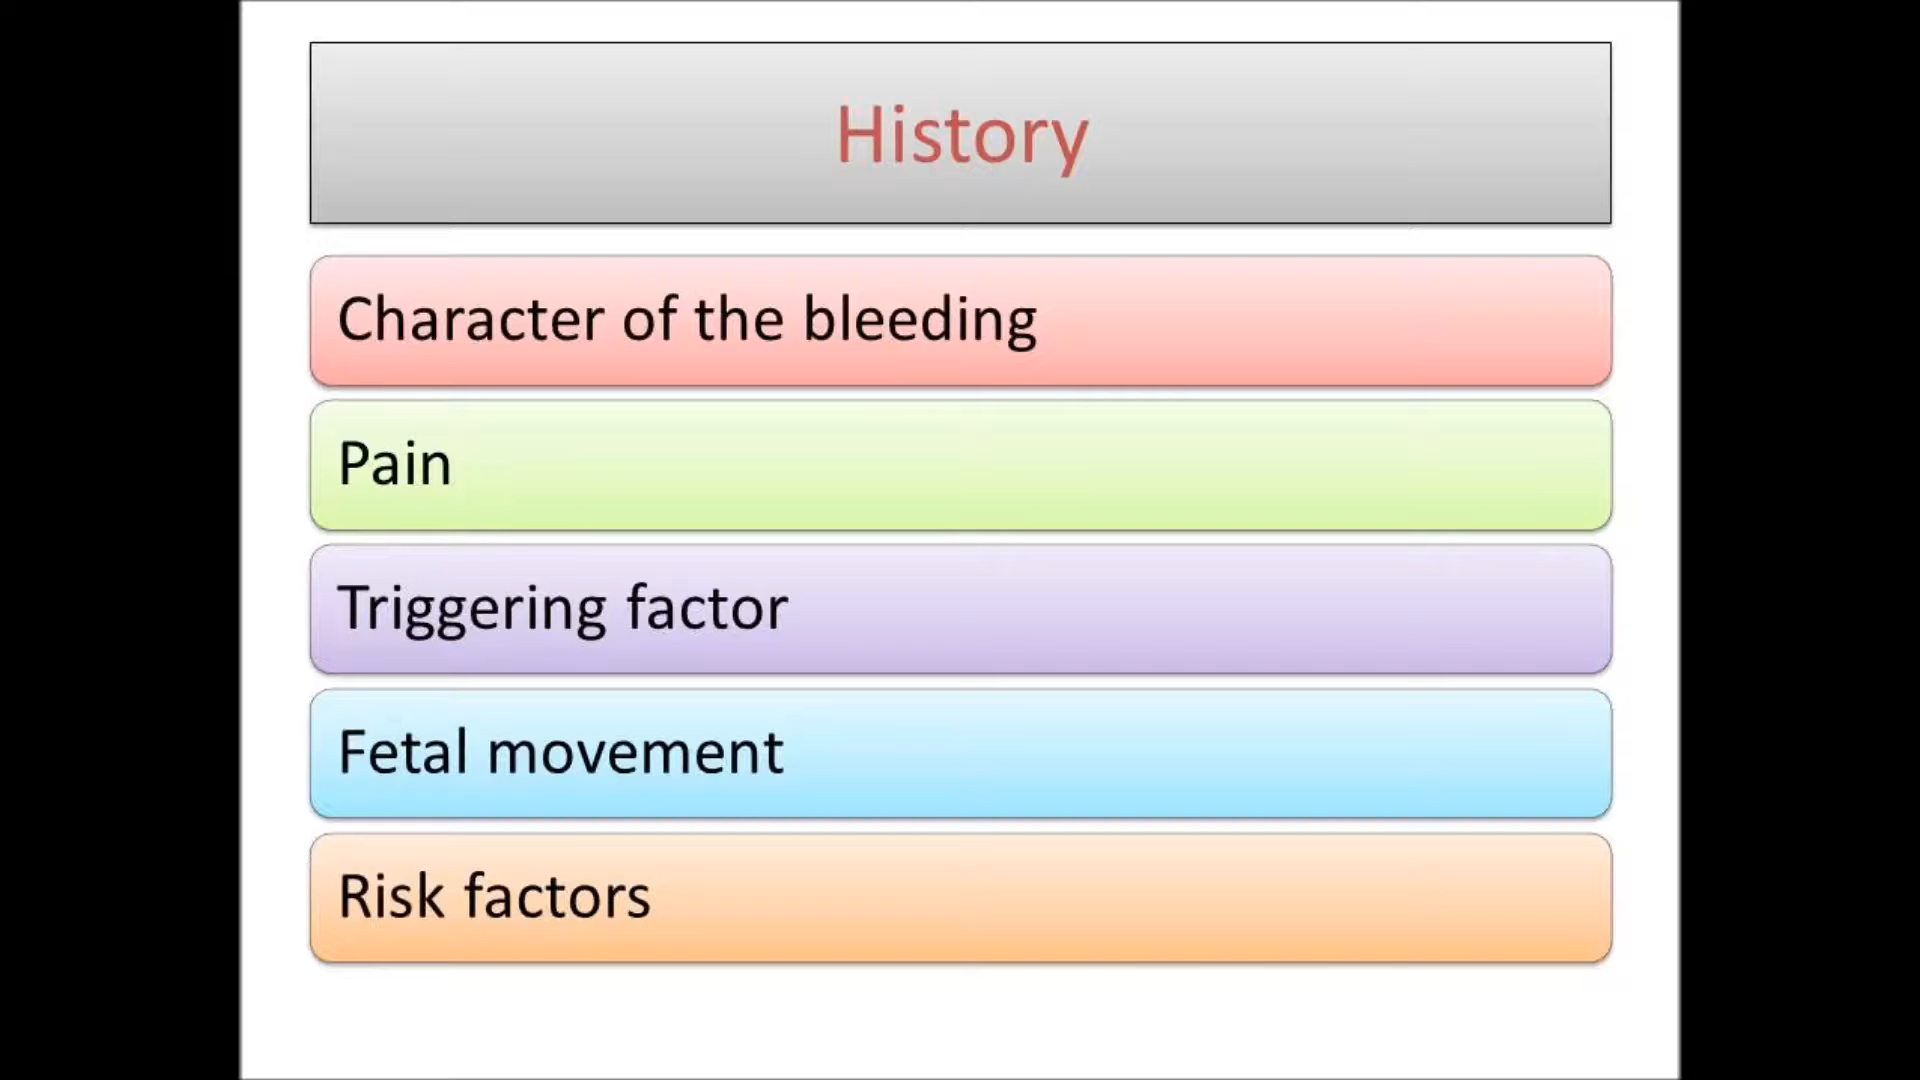 History
Character of the bleeding
Pain
Triggering factor
Fetal movement
Risk factors